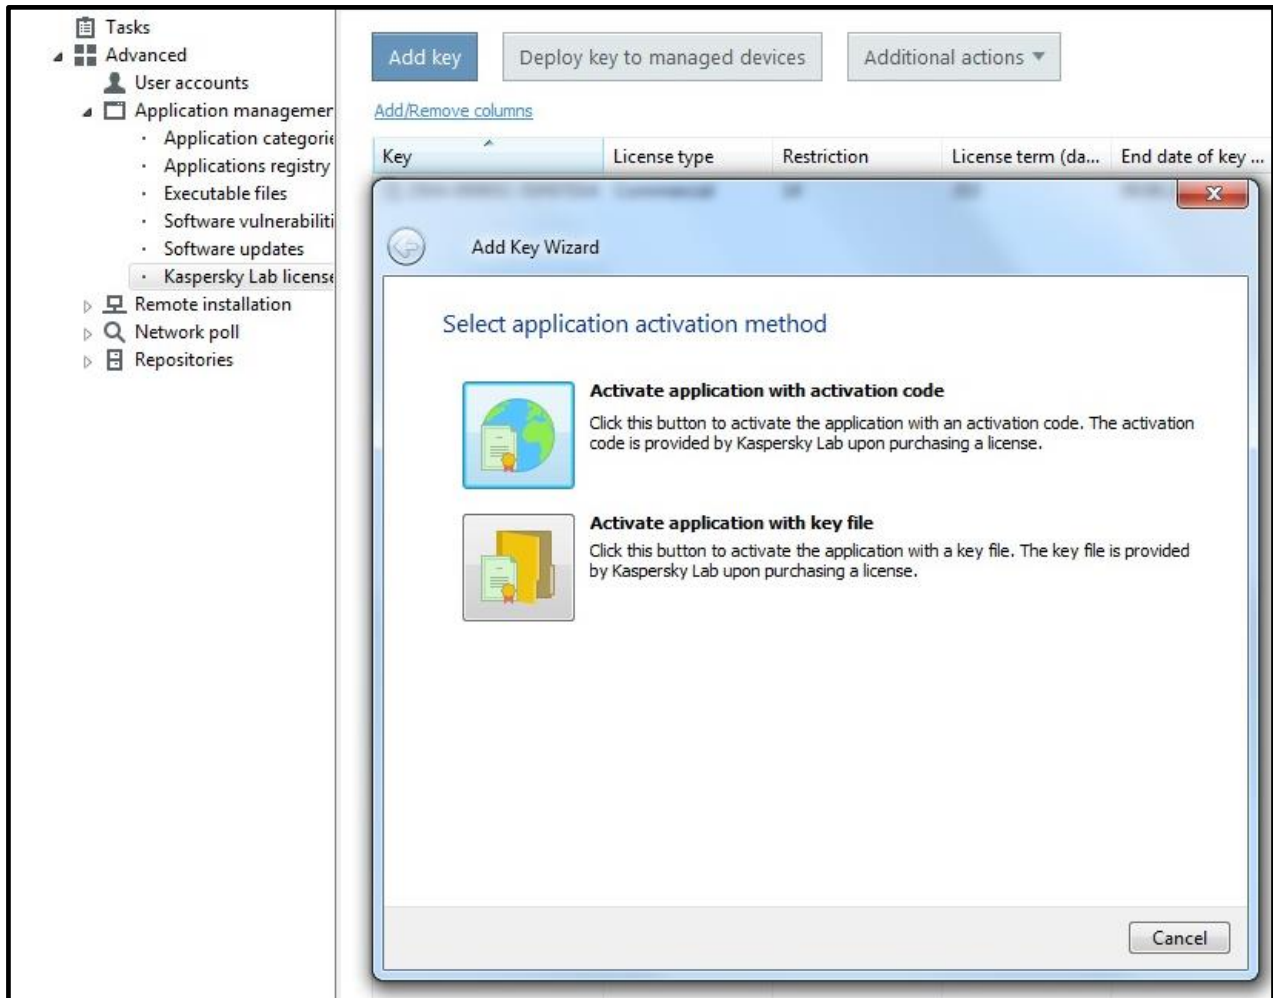 Tasks
Advanced
User accounts
Application managemen
Application categorie
Applications registry
Executable files
Software vulnerabiliti
Software updates
Kaspersky Lab license
Remote installation
Network poll
Repositories
Add key
Deploy key to managed devices
Additional actions
Add/Remove columns
Key
License type
Restriction
License term (da...
End date of key ...
Add Key Wizard
Select application activation method
Activate application with activation code
Click this button to activate the application with an activation code. The activation
code is provided by Kaspersky Lab upon purchasing a license.
Activate application with key file
Click this button to activate the application with a key file. The key file is provided
by Kaspersky Lab upon purchasing a license.
Cancel